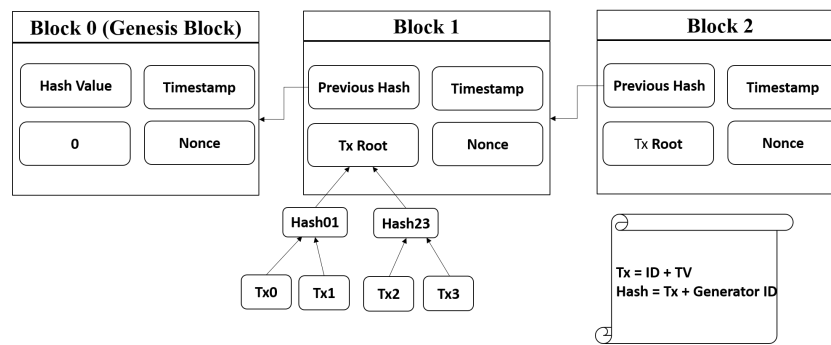 Block 0 (Genesis Block)
Hash Value
Timestamp
0
Nonce
Block 1
Previous Hash
Timestamp
Tx Root
Nonce
Block 2
Previous Hash
Timestamp
Tx Root
Nonce
Hash01
Hash23
Tx0
Tx1
Tx2
Tx3
Tx = ID + TV
Hash = Tx + Generator ID